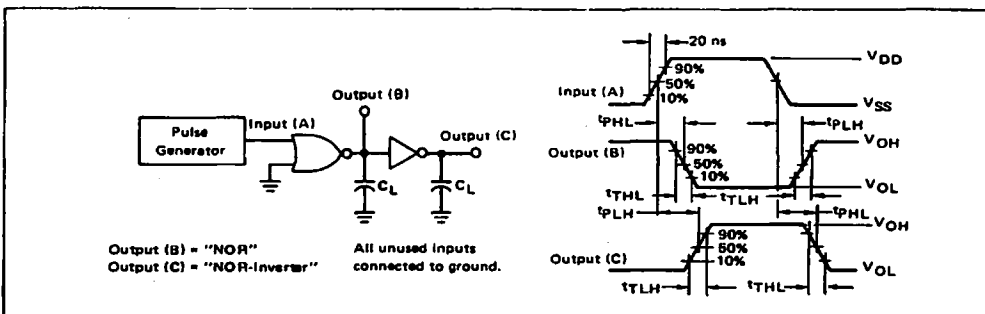 Pulse
Generator
Input (A)
Output (B)
Output (C)
CL
CL
Output (B) = "NOR"
Output (C) = "NOR-Inverter"
All unused inputs
connected to ground.
20 ns
VDD
90%
50%
10%
Input (A)
VSS
tPHL
tPLH
VOH
Output (B)
90%
50%
10%
VOL
tTHL
tTLH
tPLH
tPHL
VOH
90%
50%
10%
Output (C)
VOL
tTLH
tTHL